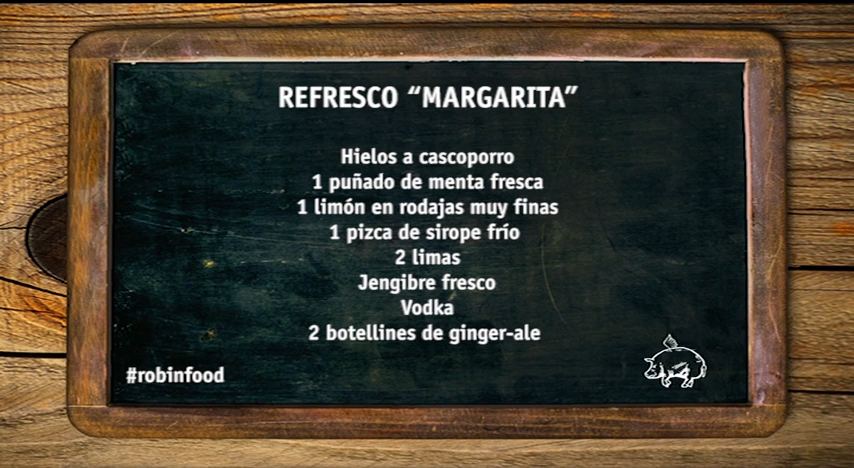 REFRESCO “MARGARITA”
Hielos a cascoporro
1 puñado de menta fresca
1 limón en rodajas muy finas
1 pizca de sirope frío
2 limas
Jengibre fresco
Vodka
2 botellines de ginger-ale
#robinfood